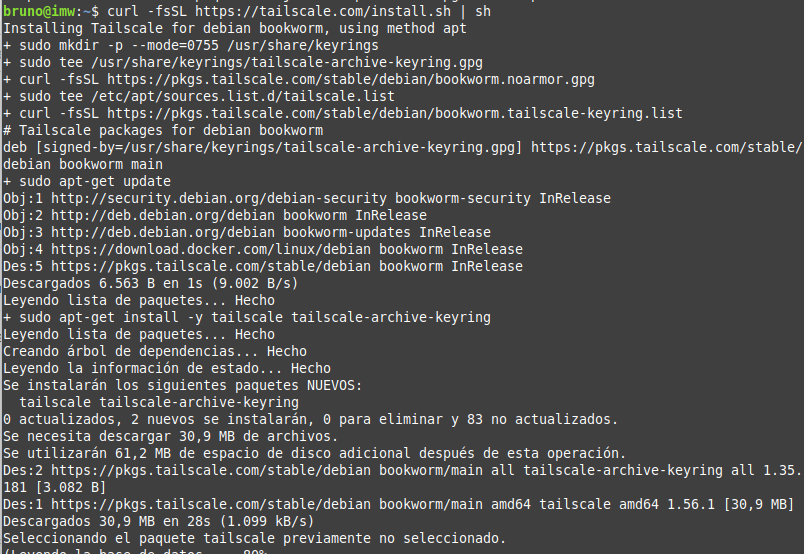 bruno@imw:~$ curl -fsSL https://tailscale.com/install.sh | sh
Installing Tailscale for debian bookworm, using method apt
+ sudo mkdir -p --mode=0755 /usr/share/keyrings
+ sudo tee /usr/share/keyrings/tailscale-archive-keyring.gpg
+ curl -fsSL https://pkgs.tailscale.com/stable/debian/bookworm.noarmor.gpg
+ sudo tee /etc/apt/sources.list.d/tailscale.list
+ curl -fsSL https://pkgs.tailscale.com/stable/debian/bookworm.tailscale-keyring.list
# Tailscale packages for debian bookworm
deb [signed-by=/usr/share/keyrings/tailscale-archive-keyring.gpg] https://pkgs.tailscale.com/stable/
debian bookworm main
+ sudo apt-get update
Obj:1 http://security.debian.org/debian-security bookworm-security InRelease
Obj:2 http://deb.debian.org/debian bookworm InRelease
Obj:3 http://deb.debian.org/debian bookworm-updates InRelease
Obj:4 https://download.docker.com/linux/debian bookworm InRelease
Des:5 https://pkgs.tailscale.com/stable/debian bookworm InRelease
Descargados 6.563 B en 1s (9.002 B/s)
Leyendo lista de paquetes... Hecho
+ sudo apt-get install -y tailscale tailscale-archive-keyring
Leyendo lista de paquetes... Hecho
Creando árbol de dependencias... Hecho
Leyendo la información de estado... Hecho
Se instalarán los siguientes paquetes NUEVOS:
  tailscale tailscale-archive-keyring
0 actualizados, 2 nuevos se instalarán, 0 para eliminar y 83 no actualizados.
Se necesita descargar 30,9 MB de archivos.
Se utilizarán 61,2 MB de espacio de disco adicional después de esta operación.
Des:2 https://pkgs.tailscale.com/stable/debian bookworm/main all tailscale-archive-keyring all 1.35.
181 [3.082 B]
Des:1 https://pkgs.tailscale.com/stable/debian bookworm/main amd64 tailscale amd64 1.56.1 [30,9 MB]
Descargados 30,9 MB en 28s (1.099 kB/s)
Seleccionando el paquete tailscale previamente no seleccionado.
(Leyendo la base de datos ... 80%